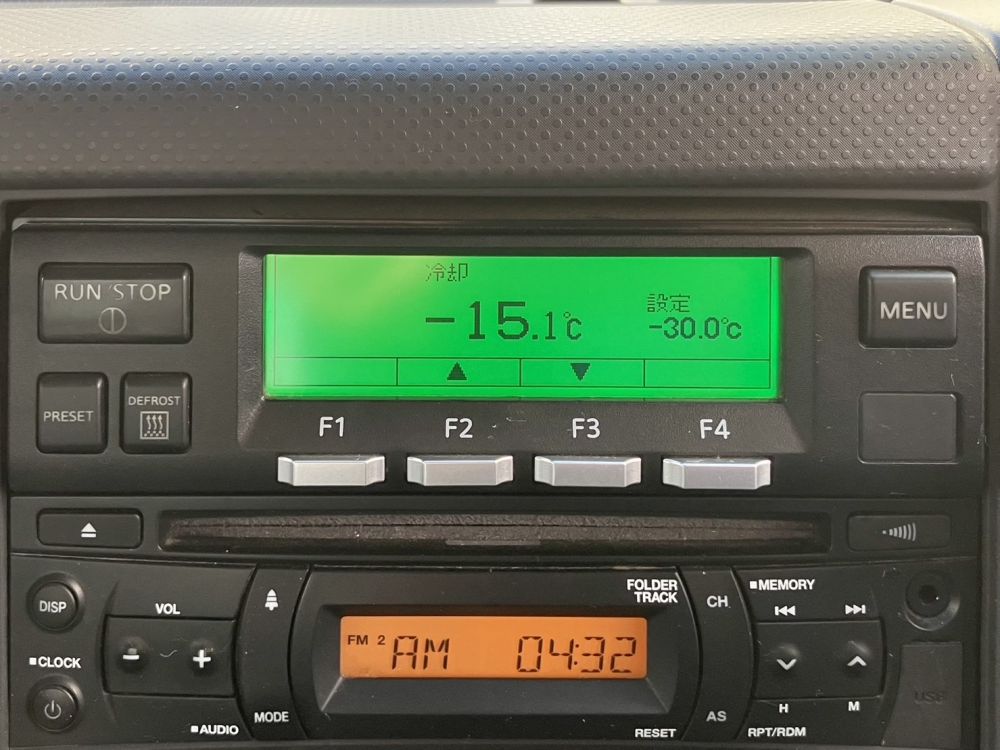 冷却
RUN/STOP
-15.1℃
設定
-30.0℃
MENU
PRESET
DEFROST
▲
▼
F1
F2
F3
F4
DISP
VOL
FOLDER
TRACK
CH
■MEMORY
FM 2
AM 04:32
■CLOCK
USB
■AUDIO
MODE
RESET
AS
H
M
RPT/RDM